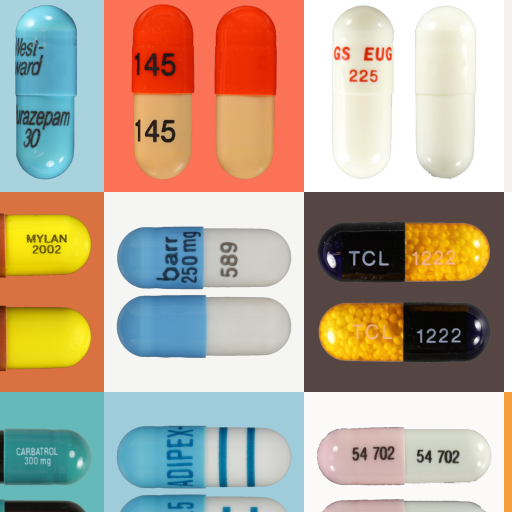 West-
ward
urazepam
30
145
145
GS EUG
225
MYLAN
2002
barr
250 mg
589
TCL 1222
TCL 1222
CARBATROL
300 mg
ADIPEX-
.5
54 702 54 702